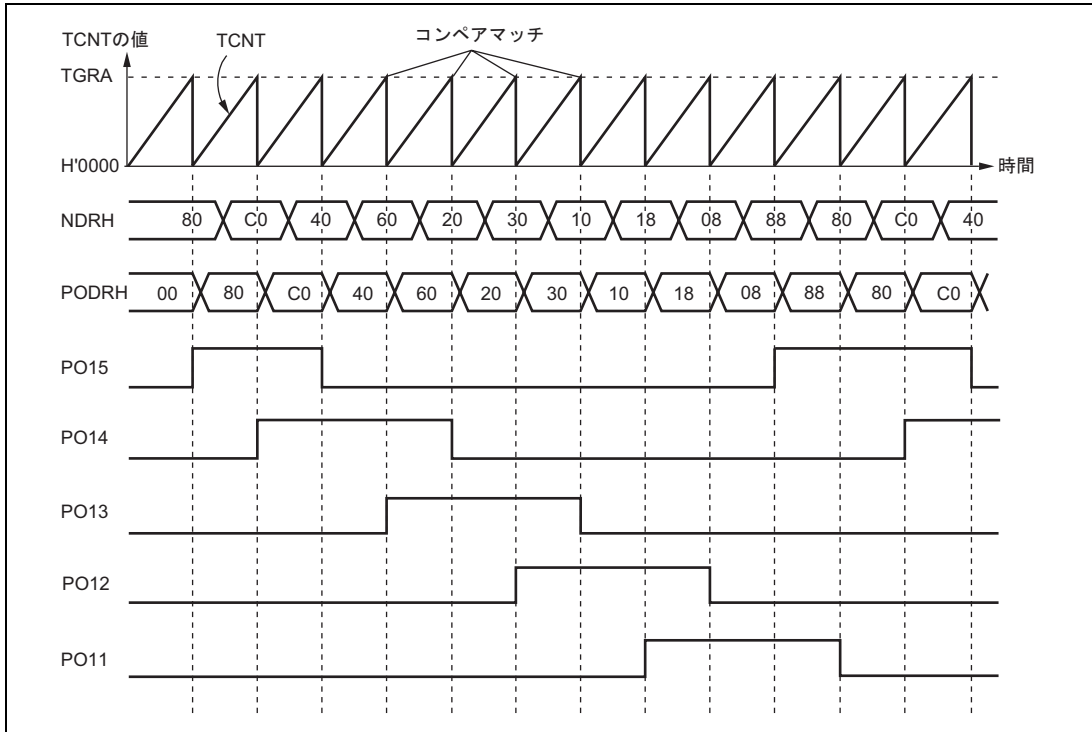 TCNTの値 TCNT コンペアマッチ
TGRA
H'0000 時間
NDRH 80 C0 40 60 20 30 10 18 08 88 80 C0 40
PODRH 00 80 C0 40 60 20 30 10 18 08 88 80 C0
PO15
PO14
PO13
PO12
PO11